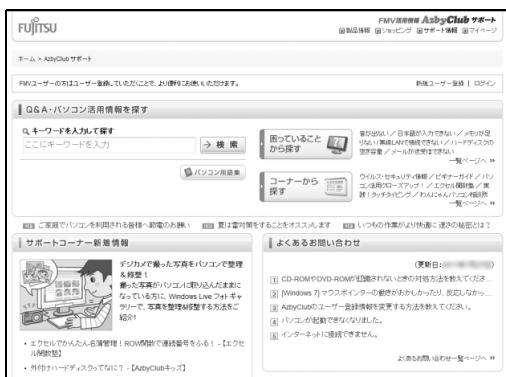 FUJITSU
FMV活用情報 AzbyClub サポート
製品情報 ショッピング サポート情報 マイページ
ホーム > AzbyClub サポート
FMVユーザーの方はユーザー登録していただくことで、より便利にお使いいただけます。
新規ユーザー登録 | ログイン
Q&A・パソコン活用情報を探す
キーワードを入力して探す
ここにキーワードを入力
検索
パソコン用語集
困っていること から探す
音が出ない / 日本語が入力できない / メモリが足
りない / 無線LANで接続できない / ハードディスクの
空き容量 / メールが送受信できない
一覧ページへ »
コーナーから 探す
ウイルス・セキュリティ情報 / ビギナーガイド / パソ
コン活用クローズアップ! / エクセル関数塾 / 実
践!タッチタイピング / わんにゃんパソコン相談所
一覧ページへ »
ご家庭でパソコンを利用される皆様へ節電のお願い
夏は雷対策をすることをオススメします
いつもの作業がより快適に 速さの秘密とは?
サポートコーナー新着情報
デジカメで撮った写真をパソコンで整理
&修整!
撮った写真がパソコンに取り込んだままに
なっている方に、Windows Live フォトギャ
ラリーで、写真を整理&修整する方法をご
紹介!
・エクセルでかんたん名簿管理!ROW関数で連続番号をふる! - 【エクセ
ル関数塾】
・外付けハードディスクってなに? - 【AzbyClubキッズ】
よくあるお問い合わせ
(更新日:
1 CD-ROMやDVD-ROMが認識されないときの対処方法を教えてくださ...
2 [Windows 7] マウスポインターの動きがおかしかったり、反応しなかっ...
3 AzbyClubのユーザー登録情報を変更する方法を教えてください。
4 パソコンが起動できなくなりました。
5 インターネットに接続できません。
よくあるお問い合わせ一覧ページへ »